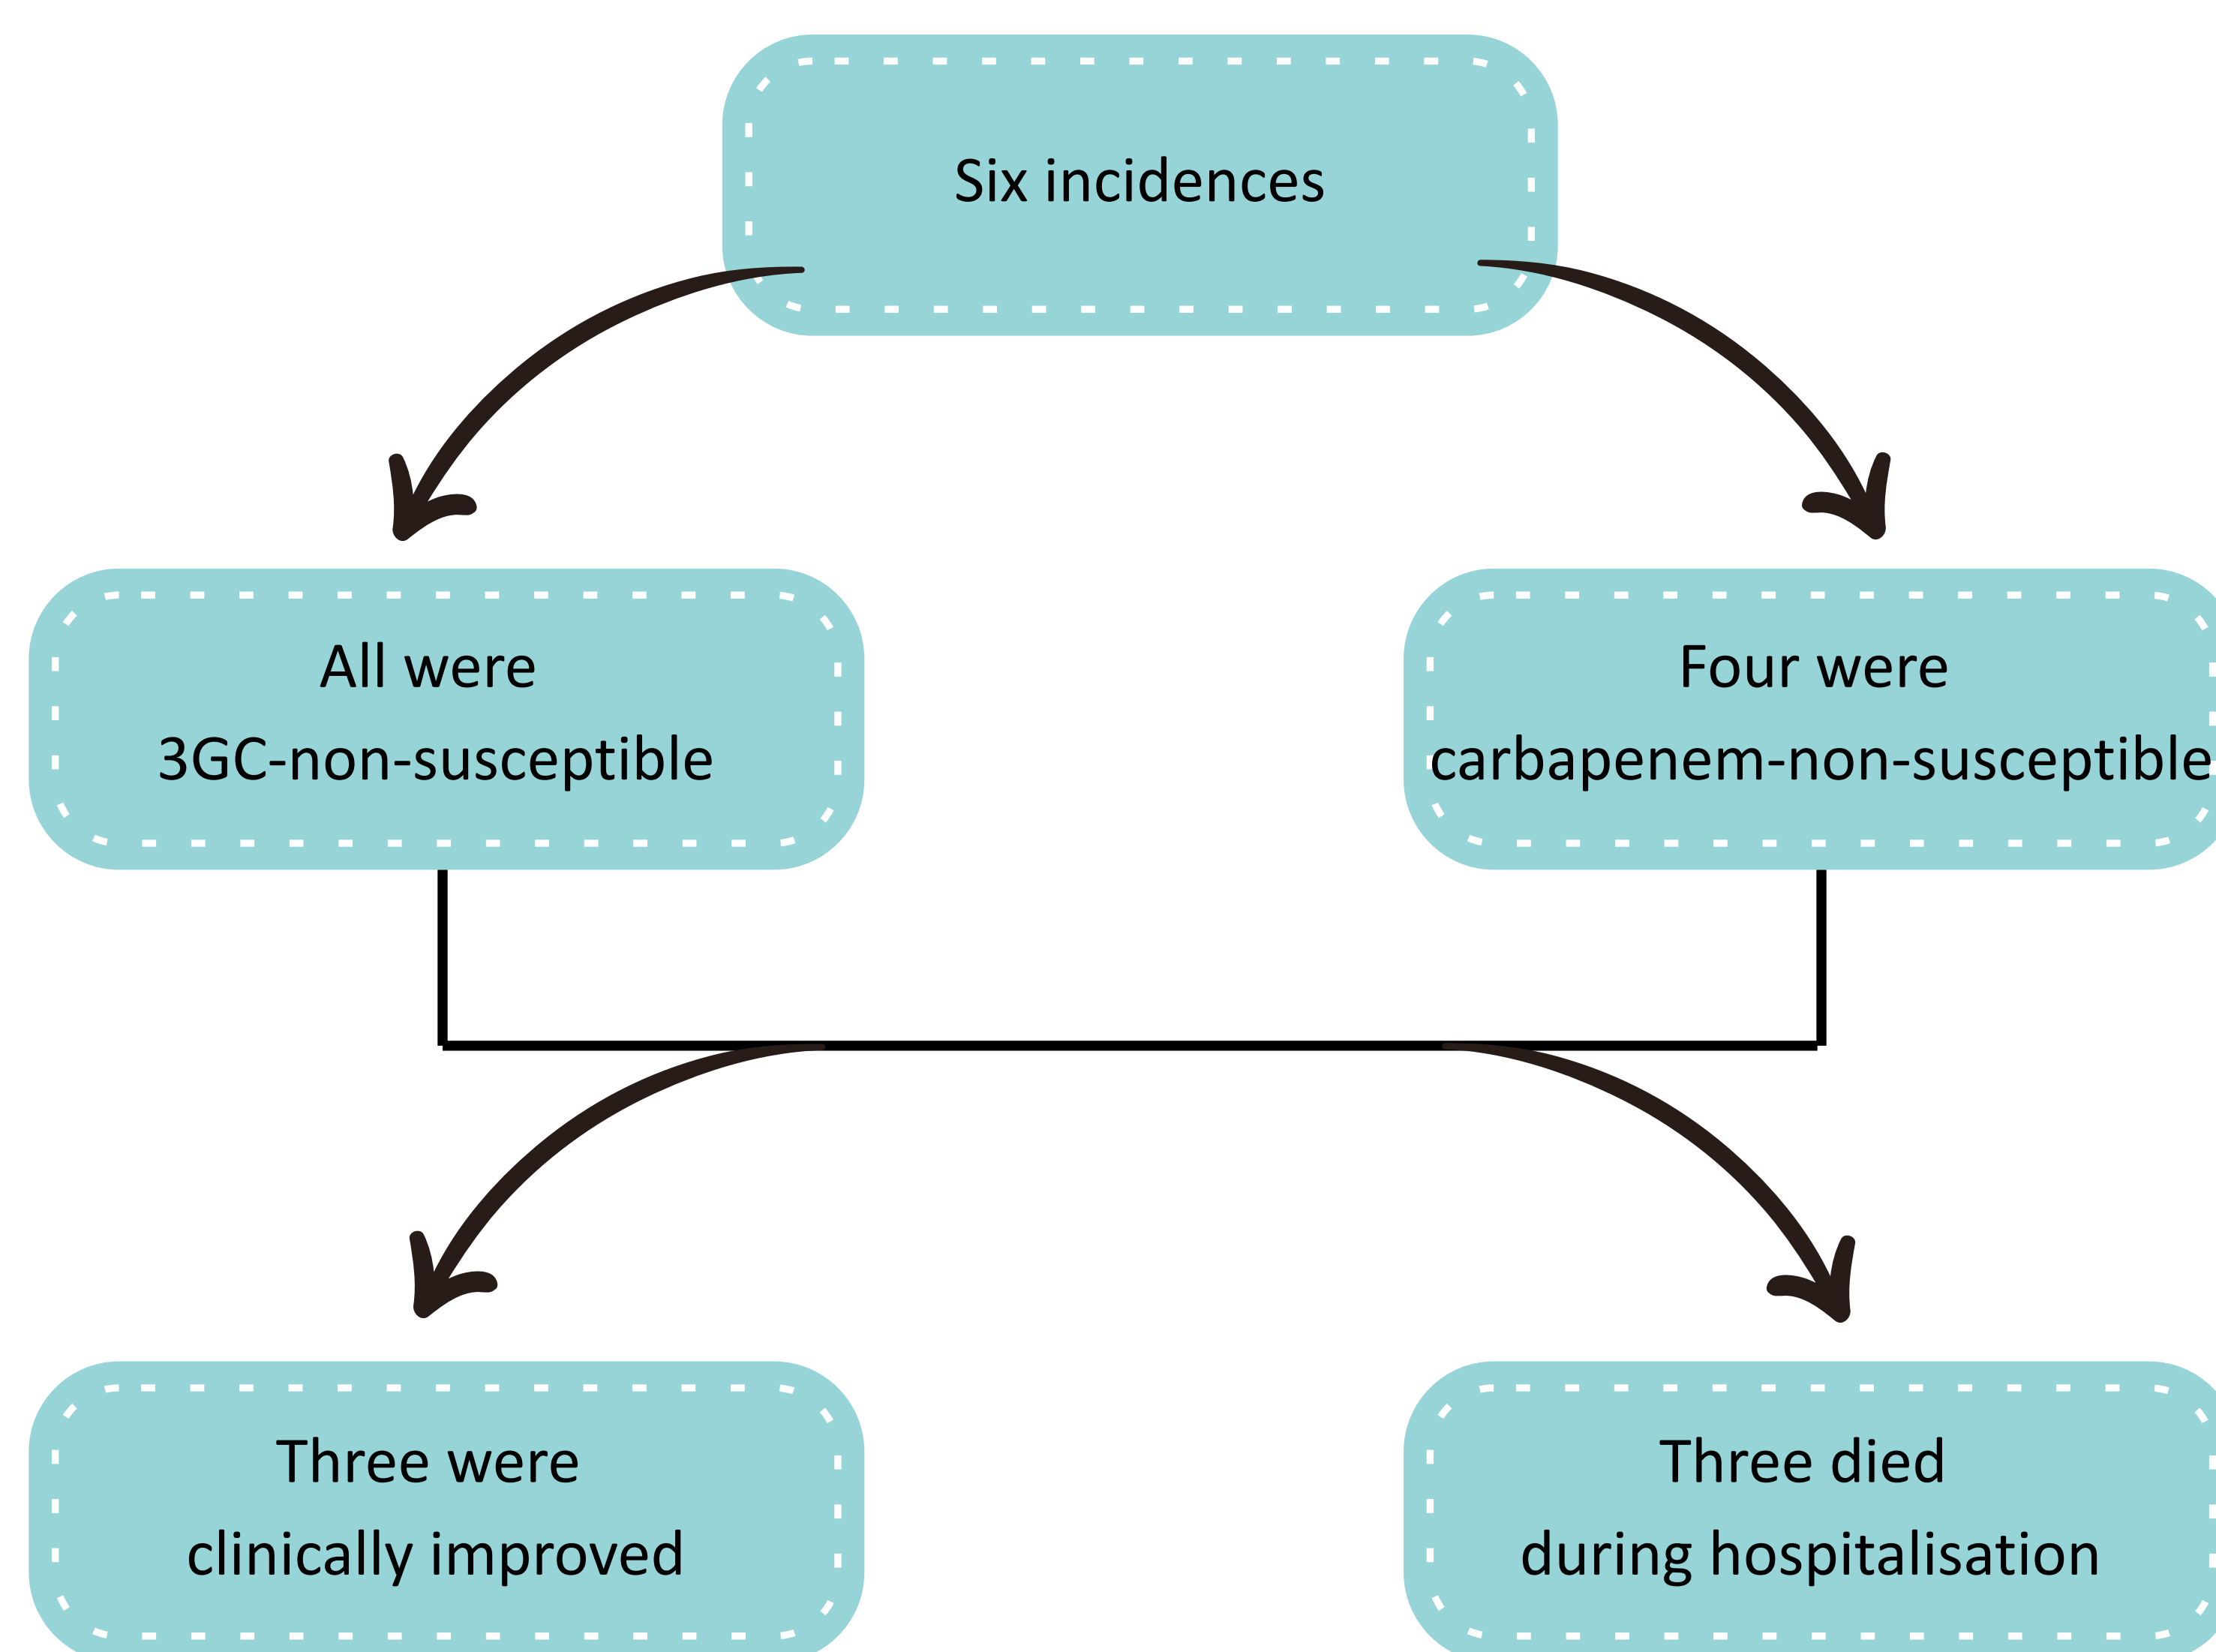 Six incidences
All were
3GC-non-susceptible
Four were
carbapenem-non-susceptible
Three were
clinically improved
Three died
during hospitalisation